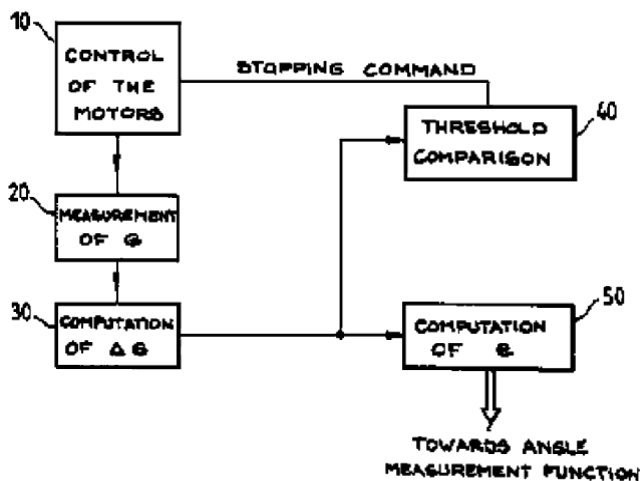 10
CONTROL
OF THE
MOTORS
STOPPING COMMAND
40
THRESHOLD
COMPARISON
20
MEASUREMENT
OF G
30
COMPUTATION
OF Δ G
50
COMPUTATION
OF
TOWARDS ANGLE
MEASUREMENT FUNCTION